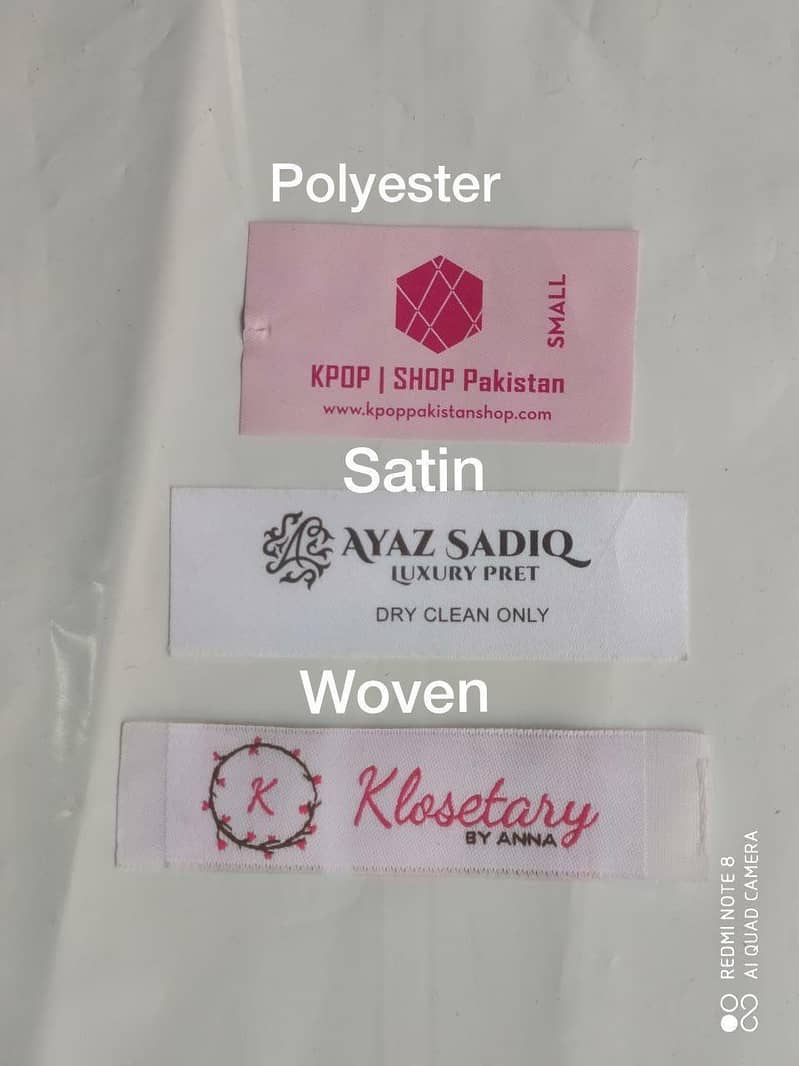 Polyester
SMALL
KPOP | SHOP Pakistan
www.kpoppakistanshop.com
Satin
AYAZ SADIQ
LUXURY PRET
DRY CLEAN ONLY
Woven
K
Klosetary
BY ANNA
REDMI NOTE 8
AI QUAD CAMERA